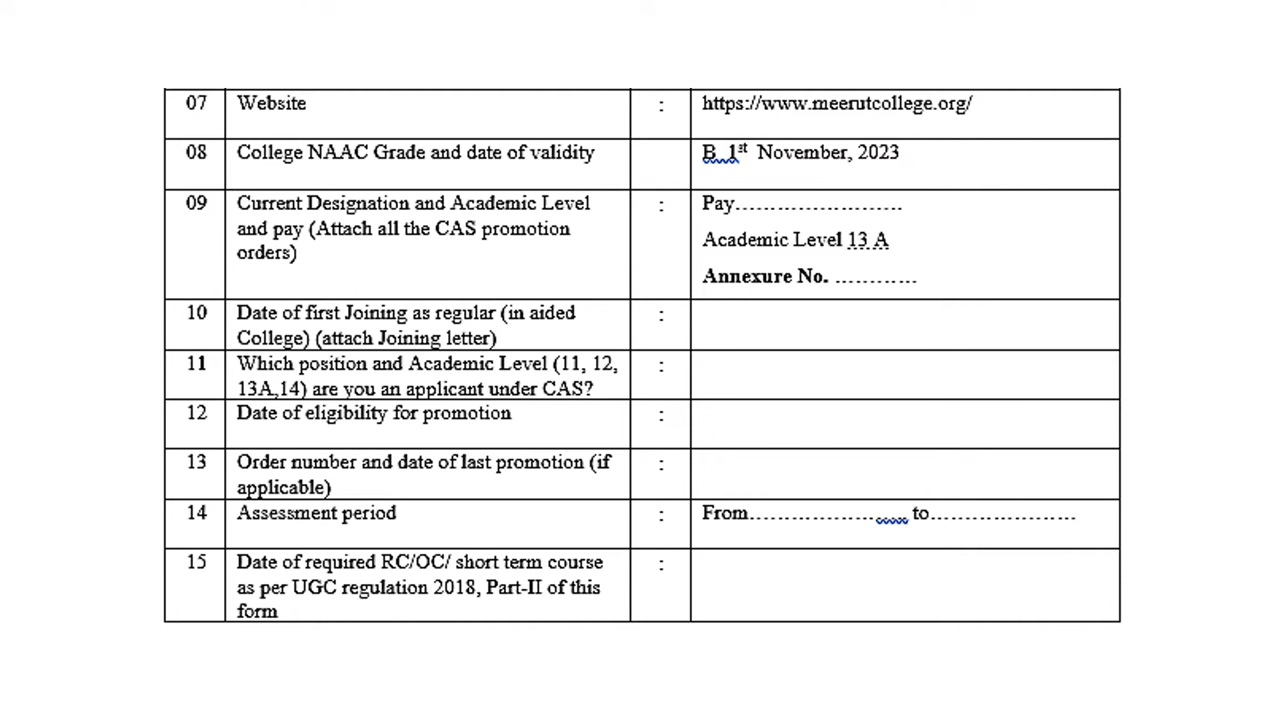 07 Website : https://www.meerutcollege.org/
08 College NAAC Grade and date of validity B 1st November, 2023
09 Current Designation and Academic Level : Pay……………………
and pay (Attach all the CAS promotion Academic Level 13 A
orders) Annexure No. …………
10 Date of first Joining as regular (in aided :
College) (attach Joining letter)
11 Which position and Academic Level (11, 12, :
13A,14) are you an applicant under CAS?
12 Date of eligibility for promotion :
13 Order number and date of last promotion (if :
applicable)
14 Assessment period : From…………………… to…………………
15 Date of required RC/OC/ short term course :
as per UGC regulation 2018, Part-II of this
form